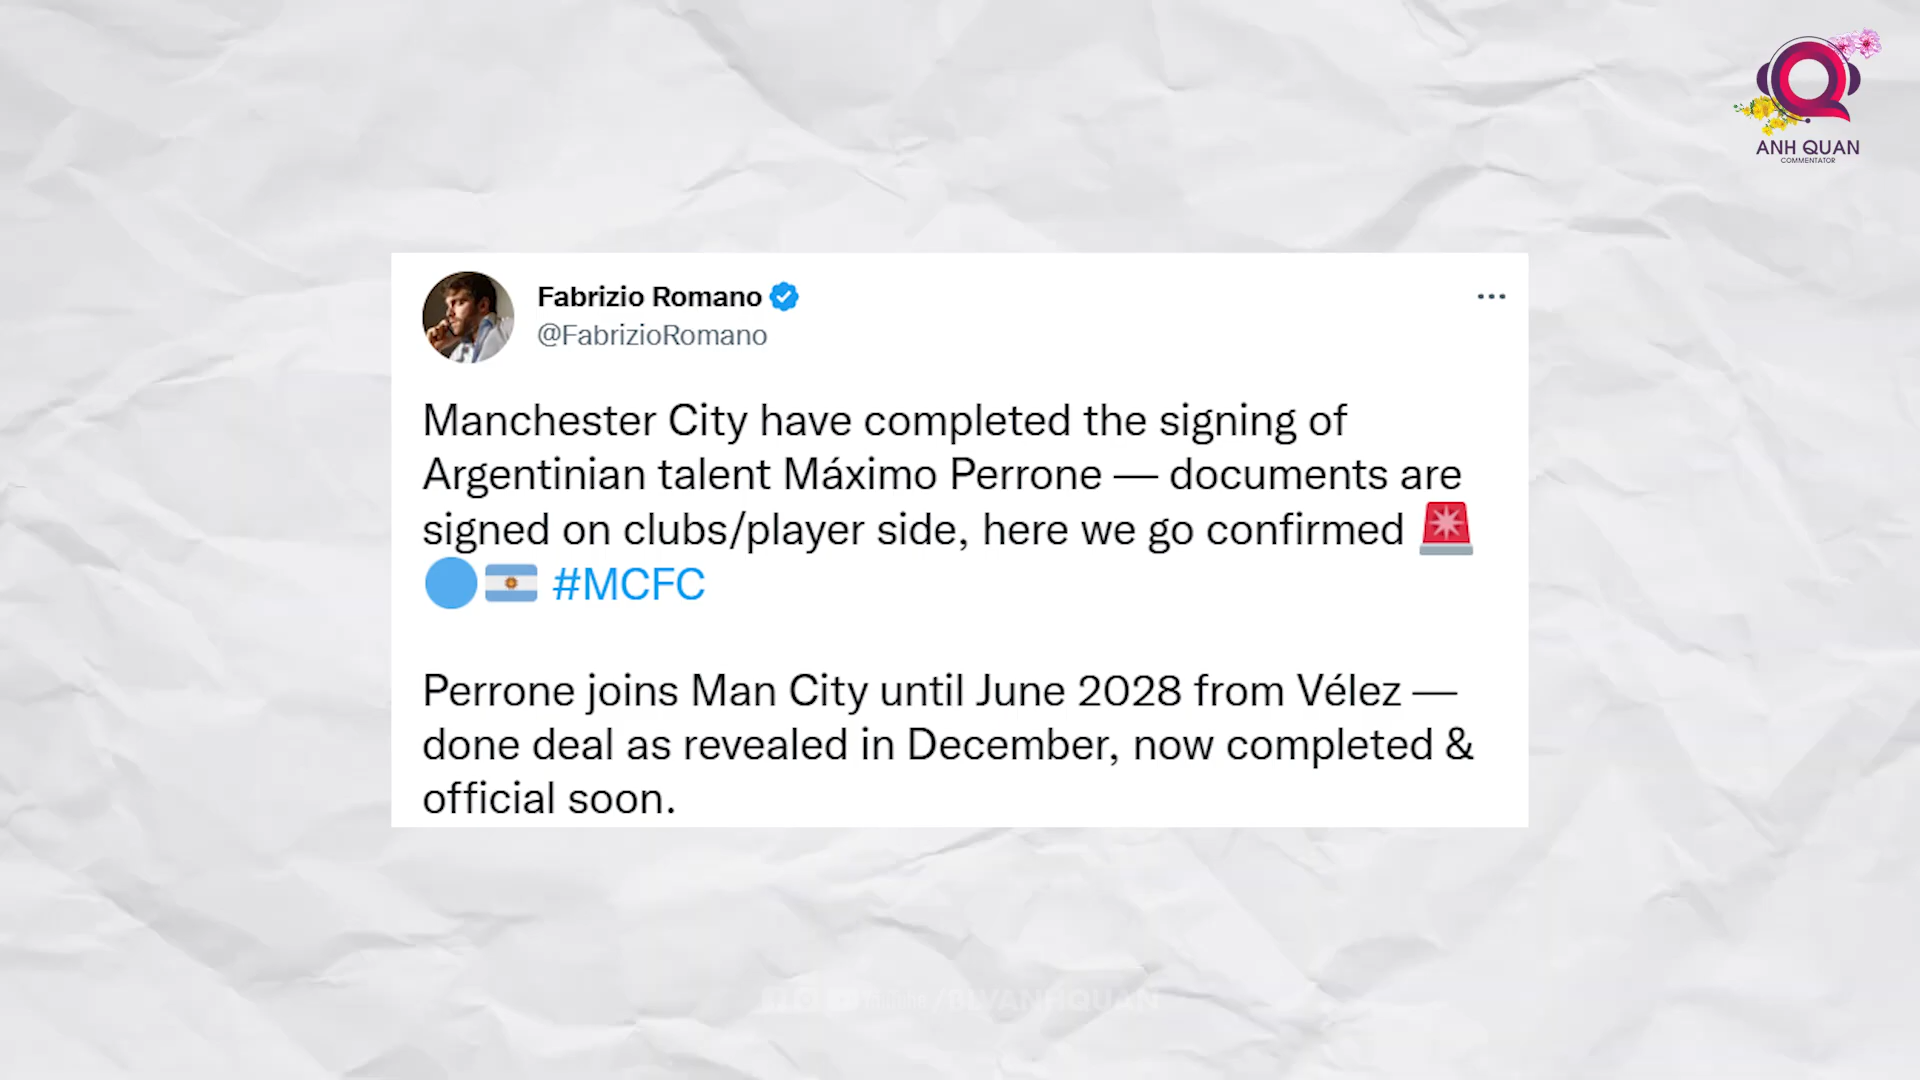 ANH QUAN
COMMENTATOR
Fabrizio Romano
@FabrizioRomano
Manchester City have completed the signing of
Argentinian talent Máximo Perrone — documents are
signed on clubs/player side, here we go confirmed 🚨
🔵🇦🇷 #MCFC
Perrone joins Man City until June 2028 from Vélez —
done deal as revealed in December, now completed &
official soon.
/BLVANHQUAN